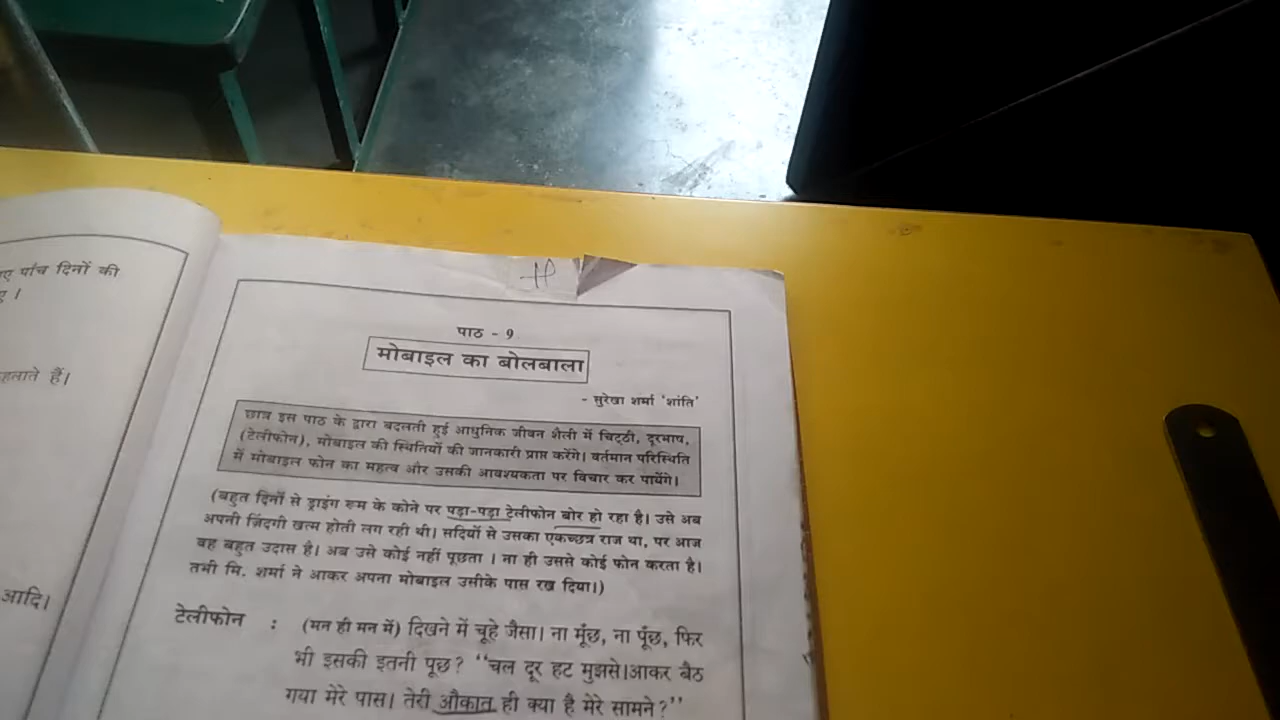 ए पांच दिनों की
ए ।
हलाते हैं।
आदि।
पाठ - 9
मोबाइल का बोलबाला
- सुरेखा शर्मा 'शांति'
छात्र इस पाठ के द्वारा बदलती हुई आधुनिक जीवन शैली में चिट्ठी, दूरभाष,
(टेलीफोन), मोबाइल की स्थितियों की जानकारी प्राप्त करेंगे। वर्तमान परिस्थिति
में मोबाइल फोन का महत्व और उसकी आवश्यकता पर विचार कर पायेंगे।
(बहुत दिनों से ड्राइंग रूम के कोने पर पड़ा-पड़ा टेलीफोन बोर हो रहा है। उसे अब
अपनी ज़िंदगी खत्म होती लग रही थी। सदियों से उसका एकच्छत्र राज था, पर आज
वह बहुत उदास है। अब उसे कोई नहीं पूछता । ना ही उससे कोई फोन करता है।
तभी मि. शर्मा ने आकर अपना मोबाइल उसीके पास रख दिया।)
टेलीफोन : (मन ही मन में) दिखने में चूहे जैसा। ना मूँछ, ना पूँछ, फिर
भी इसकी इतनी पूछ? "चल दूर हट मुझसे।आकर बैठ
गया मेरे पास। तेरी औकात ही क्या है मेरे सामने?"